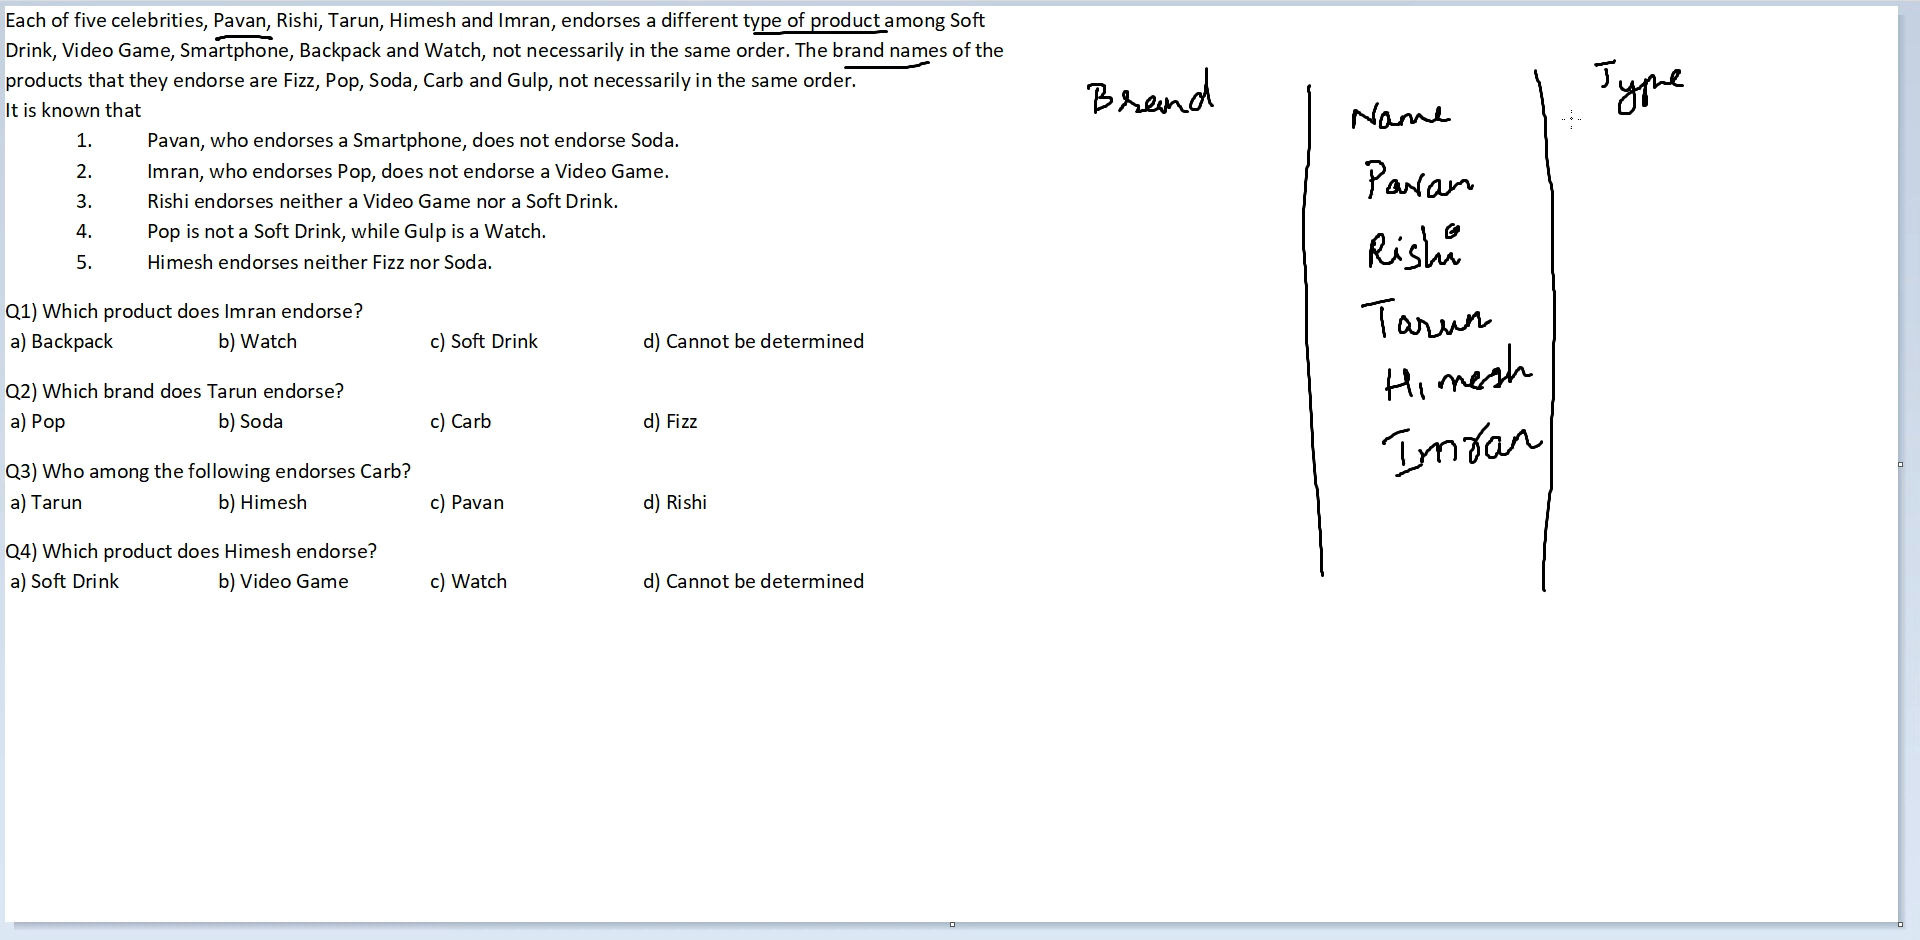 Each of five celebrities, Pavan, Rishi, Tarun, Himesh and Imran, endorses a different type of product among Soft
Drink, Video Game, Smartphone, Backpack and Watch, not necessarily in the same order. The brand names of the
products that they endorse are Fizz, Pop, Soda, Carb and Gulp, not necessarily in the same order.
It is known that
1. Pavan, who endorses a Smartphone, does not endorse Soda.
2. Imran, who endorses Pop, does not endorse a Video Game.
3. Rishi endorses neither a Video Game nor a Soft Drink.
4. Pop is not a Soft Drink, while Gulp is a Watch.
5. Himesh endorses neither Fizz nor Soda.
Q1) Which product does Imran endorse?
a) Backpack b) Watch c) Soft Drink d) Cannot be determined
Q2) Which brand does Tarun endorse?
a) Pop b) Soda c) Carb d) Fizz
Q3) Who among the following endorses Carb?
a) Tarun b) Himesh c) Pavan d) Rishi
Q4) Which product does Himesh endorse?
a) Soft Drink b) Video Game c) Watch d) Cannot be determined
Brand Name Type
Pavan
Rishi
Tarun
Himesh
Imran